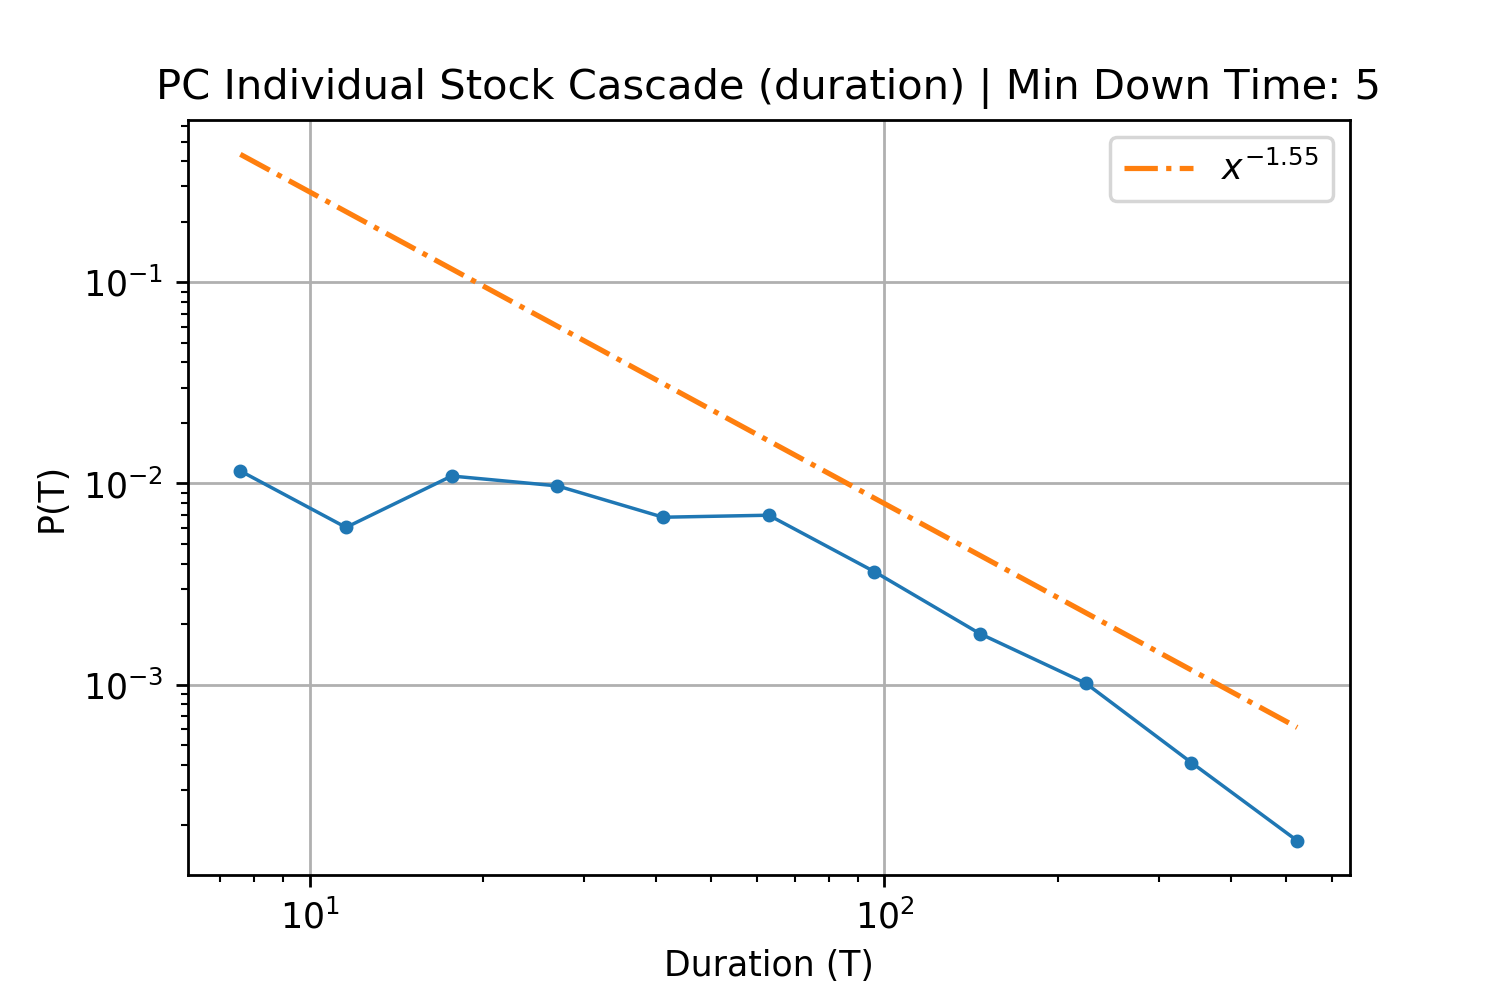 PC Individual Stock Cascade (duration) | Min Down Time: 5
x^{-1.55}
10^{-1}
10^{-2}
10^{-3}
P(T)
10^1
10^2
Duration (T)